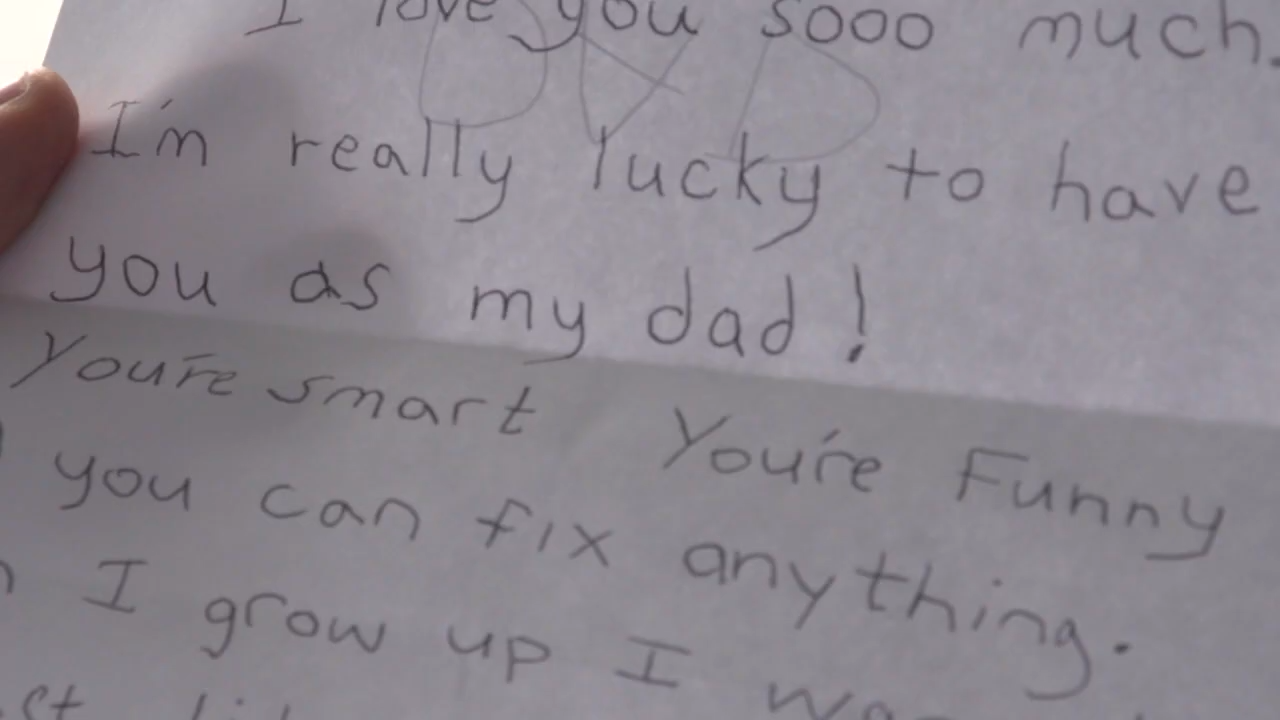 I love you sooo much.
I'm really lucky to have
you as my dad!
You're smart You're Funny
you can fix anything.
I grow up I